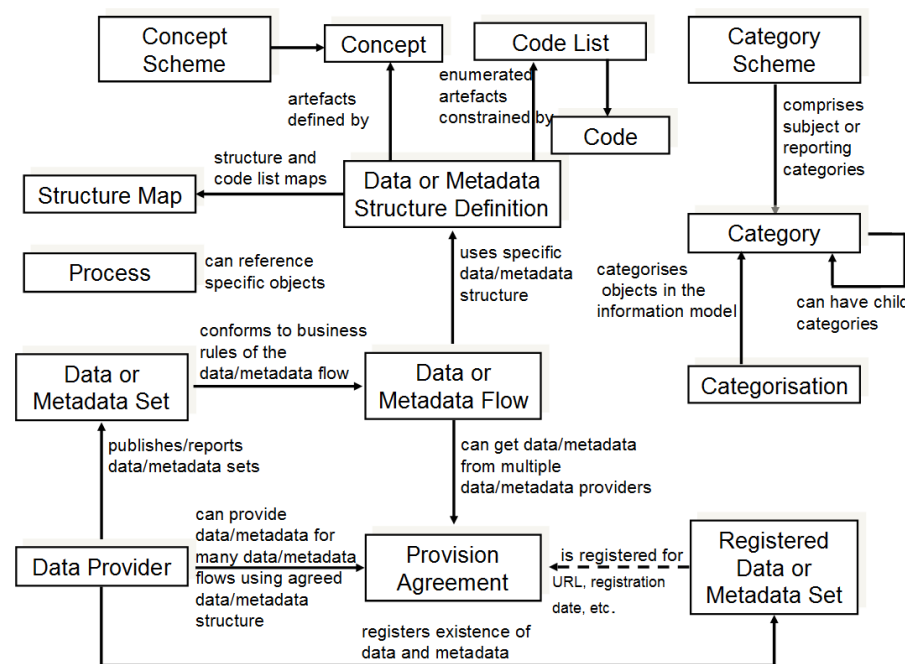 Concept
Scheme
Concept
Code List
Category
Scheme
artefacts
defined by
enumerated
artefacts
constrained by
Code
comprises
subject or
reporting
categories
structure and
code list maps
Structure Map
Data or Metadata
Structure Definition
Category
Process
can reference
specific objects
uses specific
data/metadata
structure
categorises
objects in the
information model
can have child
categories
conforms to business
rules of the
data/metadata flow
Data or
Metadata Set
Data or
Metadata Flow
Categorisation
publishes/reports
data/metadata sets
can get data/metadata
from multiple
data/metadata providers
can provide
data/metadata for
many data/metadata
flows using agreed
data/metadata
structure
Data Provider
Provision
Agreement
is registered for
URL, registration
date, etc.
Registered
Data or
Metadata Set
registers existence of
data and metadata